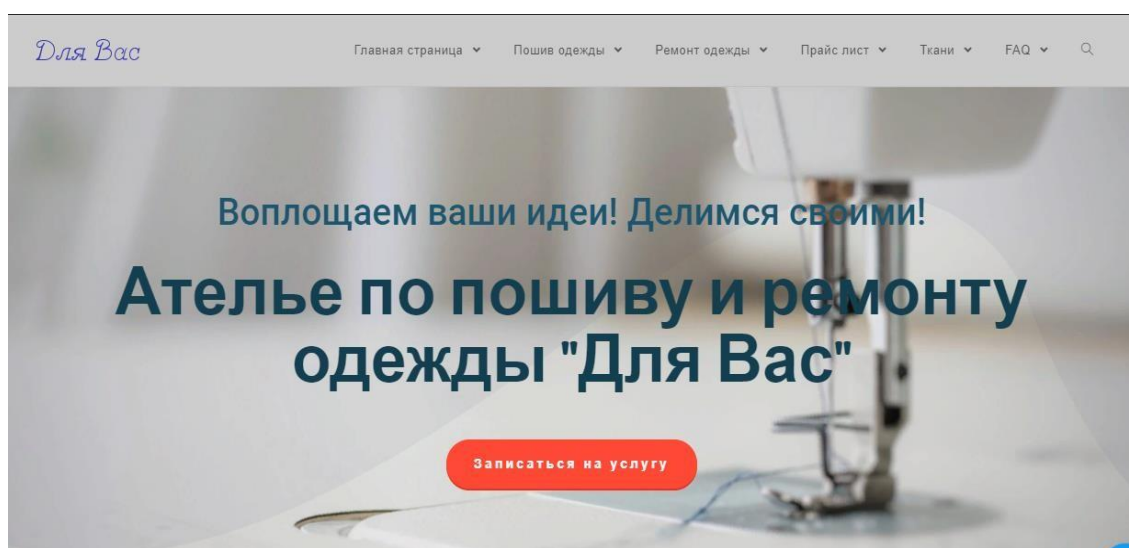 Для Вас
Главная страница Пошив одежды Ремонт одежды Прайс лист Ткани FAQ
Воплощаем ваши идеи! Делимся своими!
Ателье по пошиву и ремонту
одежды "Для Вас"
Записаться на услугу